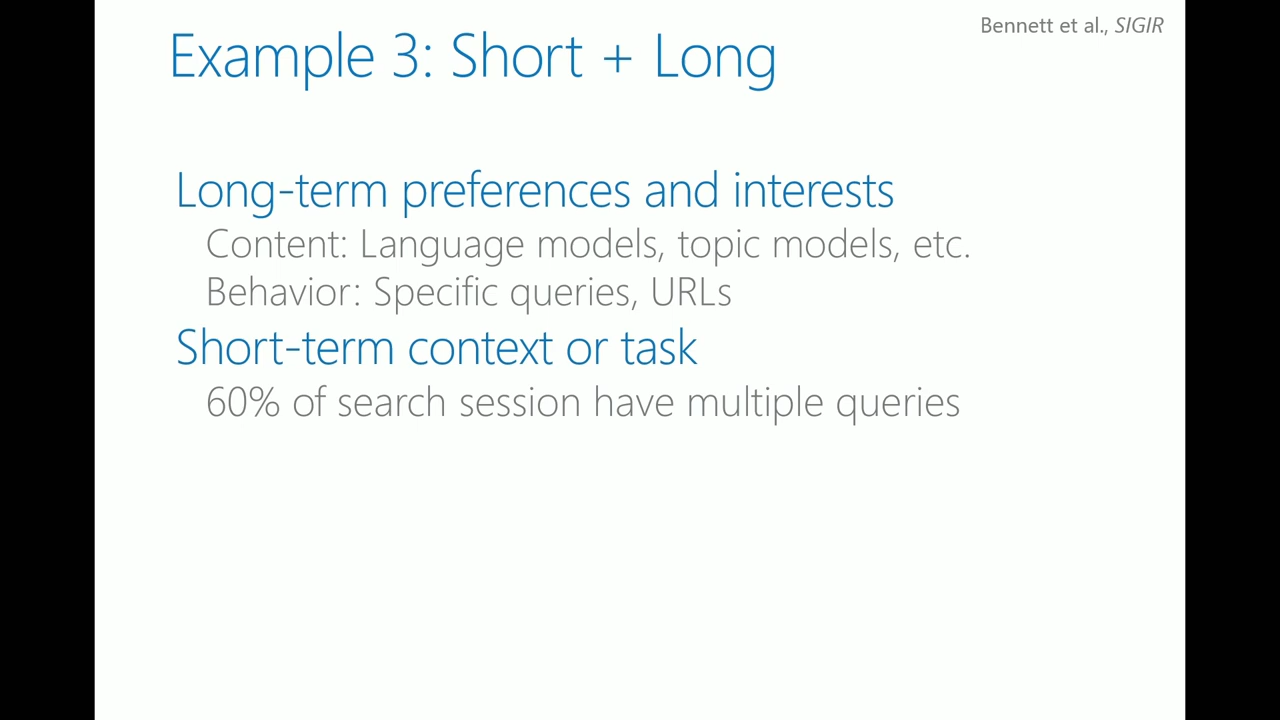 Bennett et al., SIGIR
Example 3: Short + Long
Long-term preferences and interests
Content: Language models, topic models, etc.
Behavior: Specific queries, URLs
Short-term context or task
60% of search session have multiple queries